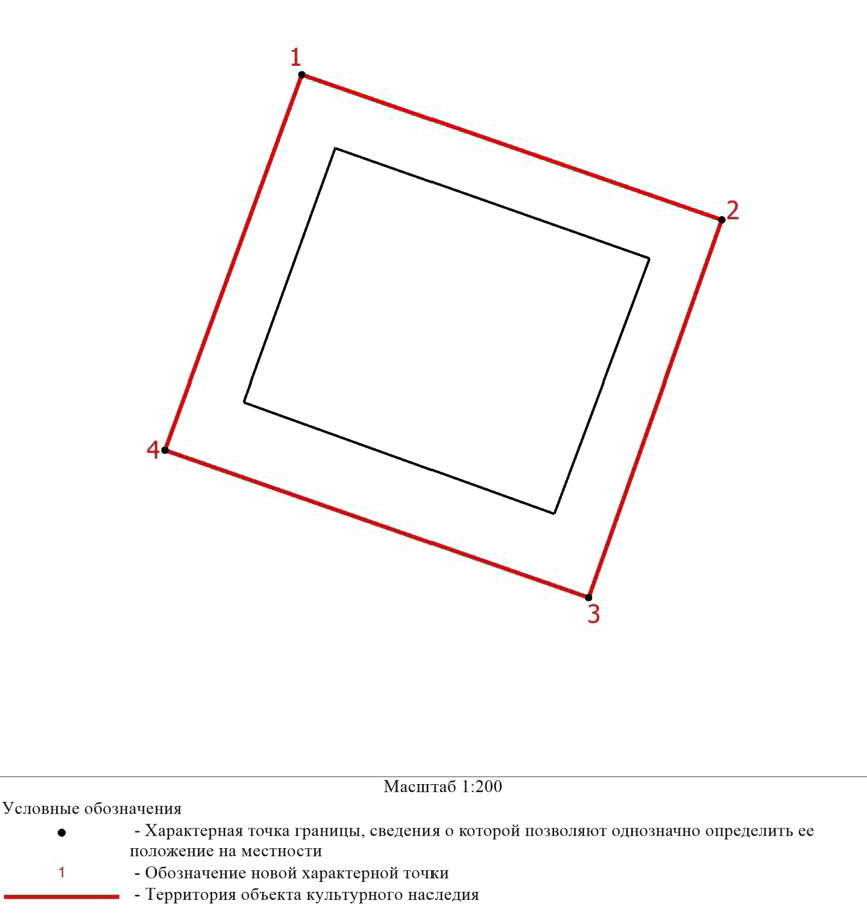 1
2
4
3
Масштаб 1:200
Условные обозначения
- Характерная точка границы, сведения о которой позволяют однозначно определить ее
положение на местности
1 - Обозначение новой характерной точки
- Территория объекта культурного наследия